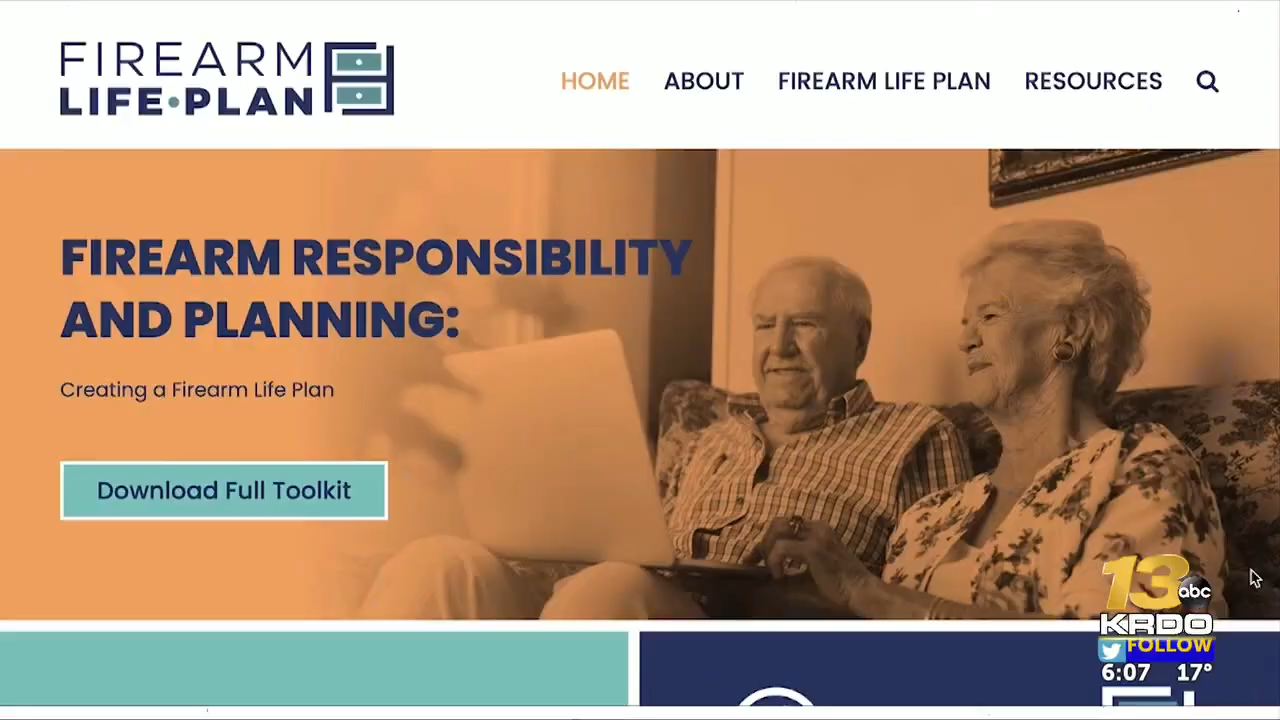 FIREARM
LIFE•PLAN
HOME ABOUT FIREARM LIFE PLAN RESOURCES
FIREARM RESPONSIBILITY
AND PLANNING:
Creating a Firearm Life Plan
Download Full Toolkit
13 abc
KRDO
FOLLOW
6:07 17°